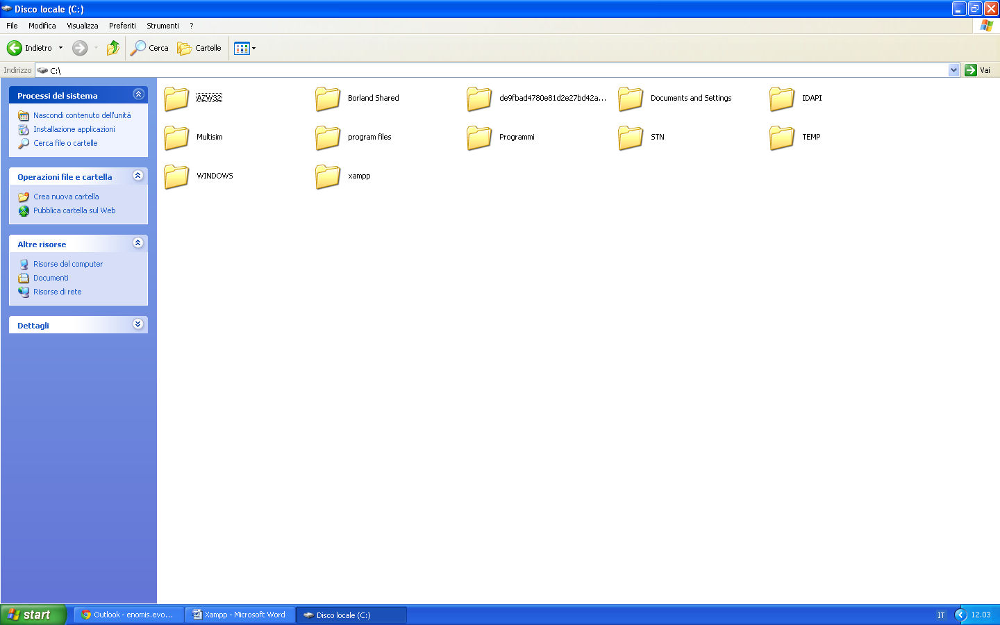 Disco locale (C:)
File Modifica Visualizza Preferiti Strumenti ?
Indietro Cerca Cartelle
Indirizzo C:\ Vai
Processi del sistema
Nascondi contenuto dell'unità
Installazione applicazioni
Cerca file o cartelle
Operazioni file e cartella
Crea nuova cartella
Pubblica cartella sul Web
Altre risorse
Risorse del computer
Documenti
Risorse di rete
Dettagli
AZW32 Borland Shared de9fbad4780e81d2e27bd42a... Documents and Settings IDAPI
Multisim program files Programmi STN TEMP
WINDOWS xampp
start Outlook - enomis.evo... Xampp - Microsoft Word Disco locale (C:) IT 12.03